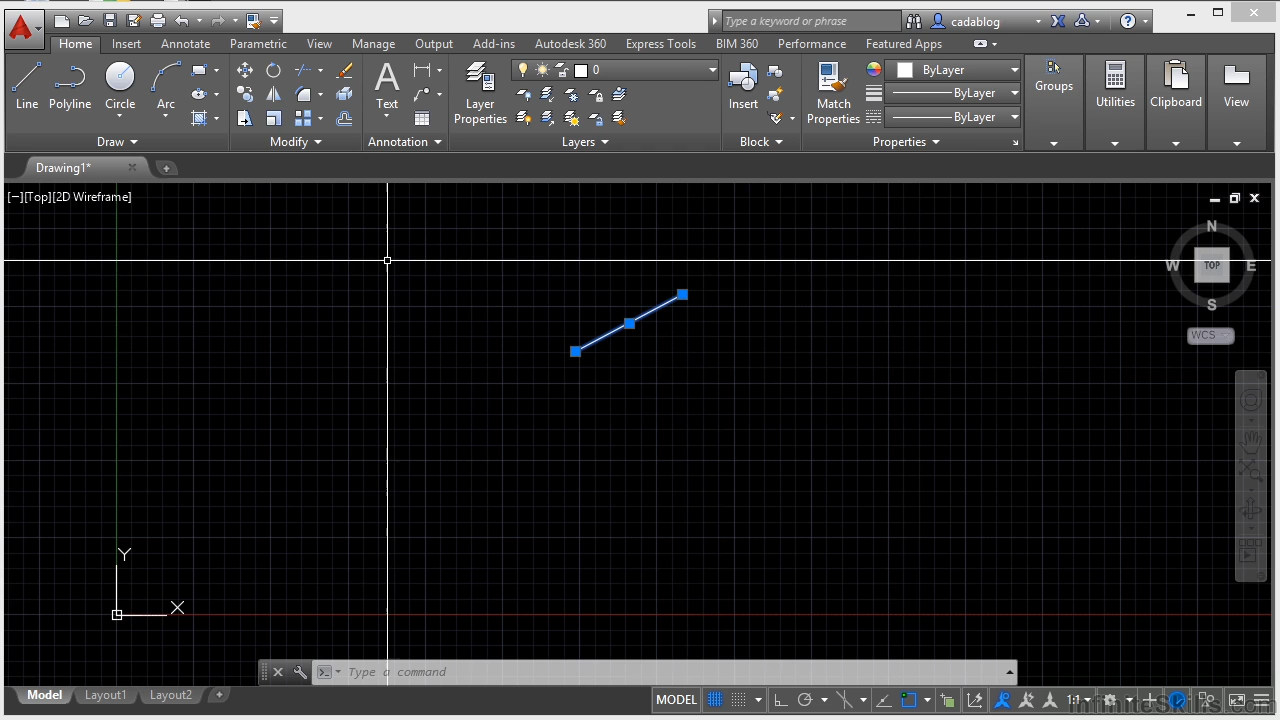 Type a keyword or phrase
cadablog
Home Insert Annotate Parametric View Manage Output Add-ins Autodesk 360 Express Tools BIM 360 Performance Featured Apps
Line Polyline Circle Arc
Draw
Modify
Text
Annotation
Layer Properties
0
Layers
Insert
Block
Match Properties
ByLayer
ByLayer
ByLayer
Properties
Groups
Utilities
Clipboard
View
Drawing1*
[−][Top][2D Wireframe]
N
W TOP E
S
WCS
Y
X
Type a command
Model Layout1 Layout2
MODEL
1:1
InfiniteSkills.com